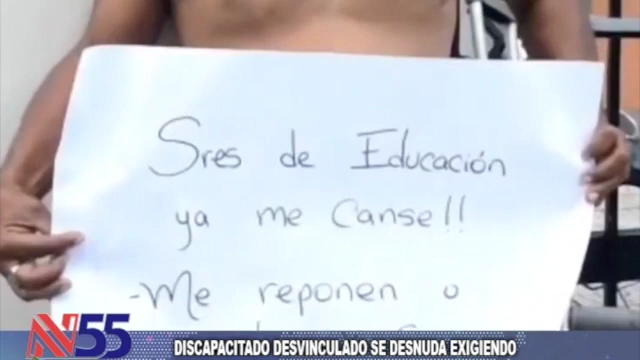 Sres de Educación
ya me Canse!!
-Me reponen o
N55
DISCAPACITADO DESVINCULADO SE DESNUDA EXIGIENDO